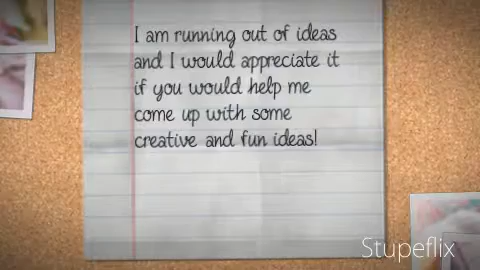 I am running out of ideas
and I would appreciate it
if you would help me
come up with some
creative and fun ideas!
Stupeflix